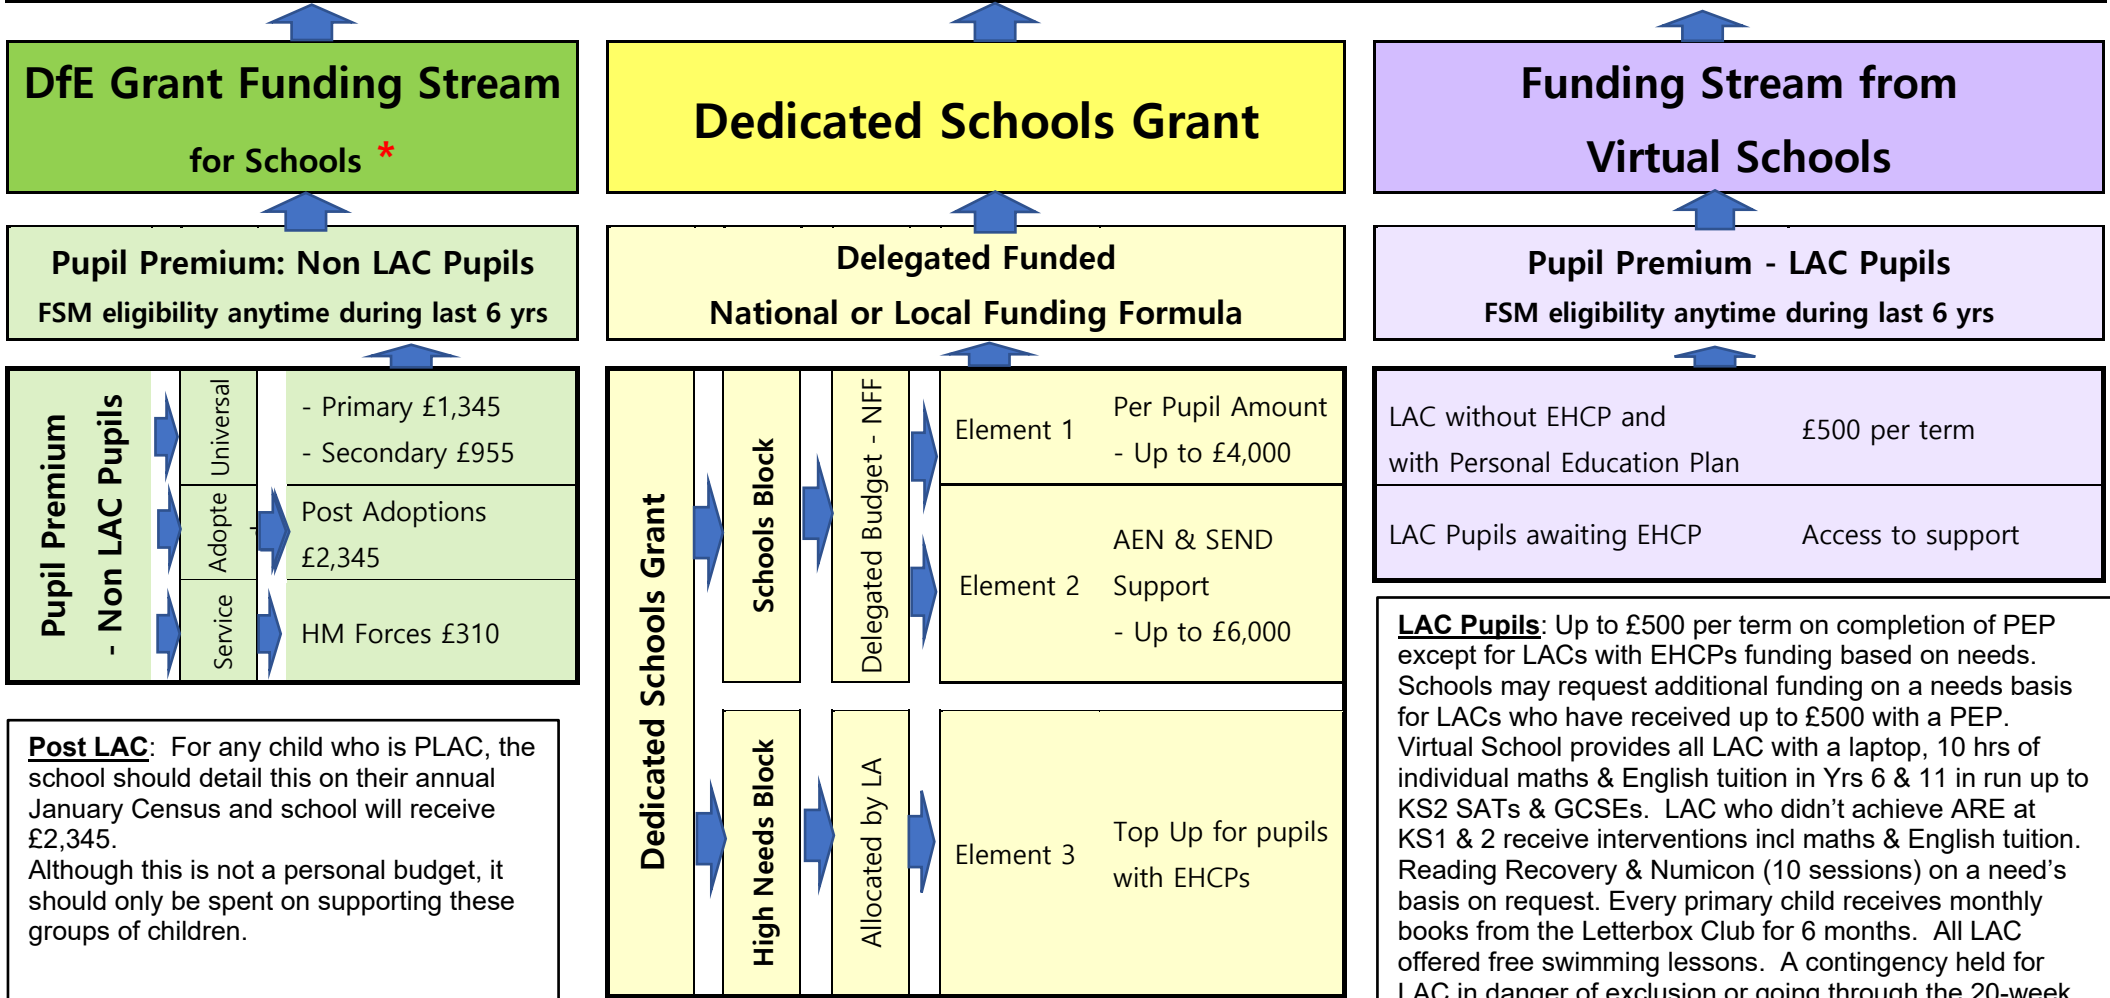 DfE Grant Funding Stream
for Schools *
Dedicated Schools Grant
Funding Stream from
Virtual Schools
Pupil Premium: Non LAC Pupils
FSM eligibility anytime during last 6 yrs
Delegated Funded
National or Local Funding Formula
Pupil Premium - LAC Pupils
FSM eligibility anytime during last 6 yrs
Pupil Premium
- Non LAC Pupils
Universal
- Primary £1,345
- Secondary £955
Adopte
Post Adoptions
£2,345
Service
HM Forces £310
Post LAC: For any child who is PLAC, the
school should detail this on their annual
January Census and school will receive
£2,345.
Although this is not a personal budget, it
should only be spent on supporting these
groups of children.
Dedicated Schools Grant
Schools Block
Delegated Budget - NFF
Element 1
Per Pupil Amount
- Up to £4,000
Element 2
AEN & SEND
Support
- Up to £6,000
High Needs Block
Allocated by LA
Element 3
Top Up for pupils
with EHCPs
LAC without EHCP and
with Personal Education Plan
£500 per term
LAC Pupils awaiting EHCP
Access to support
LAC Pupils: Up to £500 per term on completion of PEP
except for LACs with EHCPs funding based on needs.
Schools may request additional funding on a needs basis
for LACs who have received up to £500 with a PEP.
Virtual School provides all LAC with a laptop, 10 hrs of
individual maths & English tuition in Yrs 6 & 11 in run up to
KS2 SATs & GCSEs. LAC who didn't achieve ARE at
KS1 & 2 receive interventions incl maths & English tuition.
Reading Recovery & Numicon (10 sessions) on a need's
basis on request. Every primary child receives monthly
books from the Letterbox Club for 6 months. All LAC
offered free swimming lessons. A contingency held for
LAC in danger of exclusion or going through the 20-week